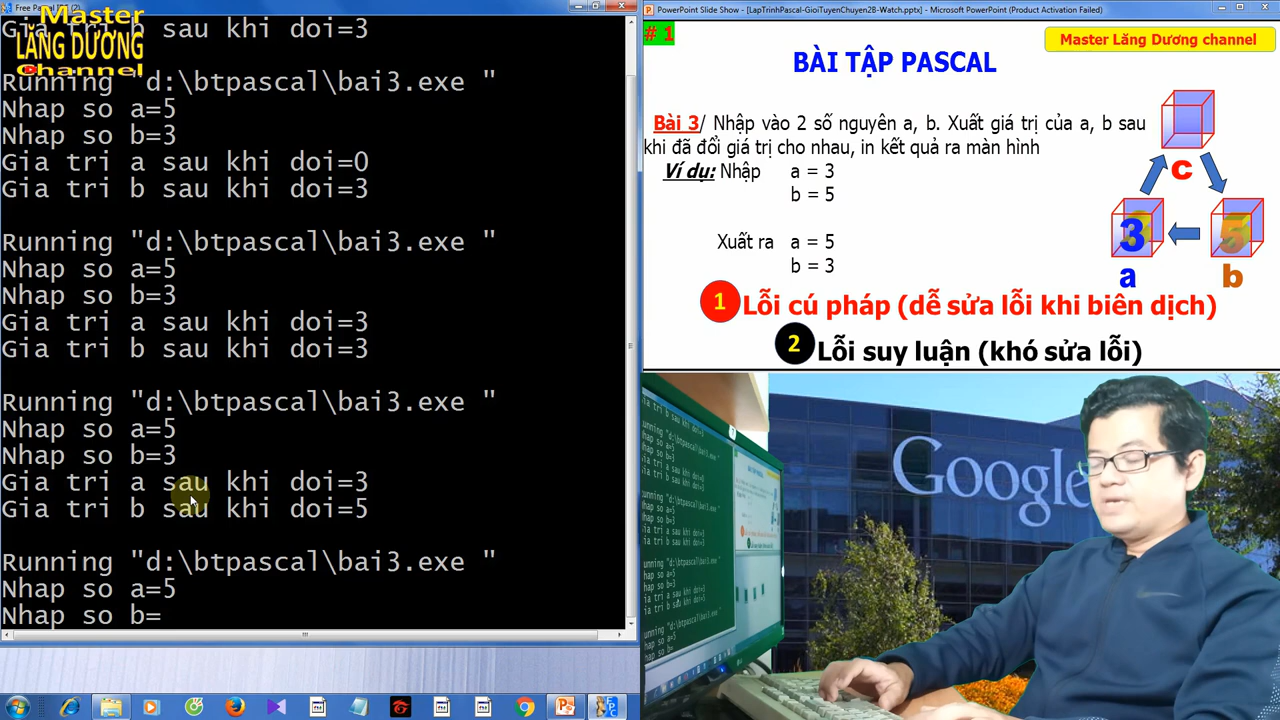 Free Pascal
Master
LĂNG DƯƠNG
Channel
Gia tri b sau khi doi=3
Running "d:\btpascal\bai3.exe "
Nhap so a=5
Nhap so b=3
Gia tri a sau khi doi=0
Gia tri b sau khi doi=3
Running "d:\btpascal\bai3.exe "
Nhap so a=5
Nhap so b=3
Gia tri a sau khi doi=3
Gia tri b sau khi doi=3
Running "d:\btpascal\bai3.exe "
Nhap so a=5
Nhap so b=3
Gia tri a sau khi doi=3
Gia tri b sau khi doi=5
Running "d:\btpascal\bai3.exe "
Nhap so a=5
Nhap so b=
PowerPoint Slide Show - [LapTrinhPascal-GioiTuyenChuyen28-Watch.pptx] - Microsoft PowerPoint (Product Activation Failed)
# 1
Master Lăng Dương channel
BÀI TẬP PASCAL
Bài 3/ Nhập vào 2 số nguyên a, b. Xuất giá trị của a, b sau
khi đã đổi giá trị cho nhau, in kết quả ra màn hình
Ví dụ: Nhập a = 3
b = 5
Xuất ra a = 5
b = 3
c
3
5
a
b
1 Lỗi cú pháp (dễ sửa lỗi khi biên dịch)
2 Lỗi suy luận (khó sửa lỗi)
Google